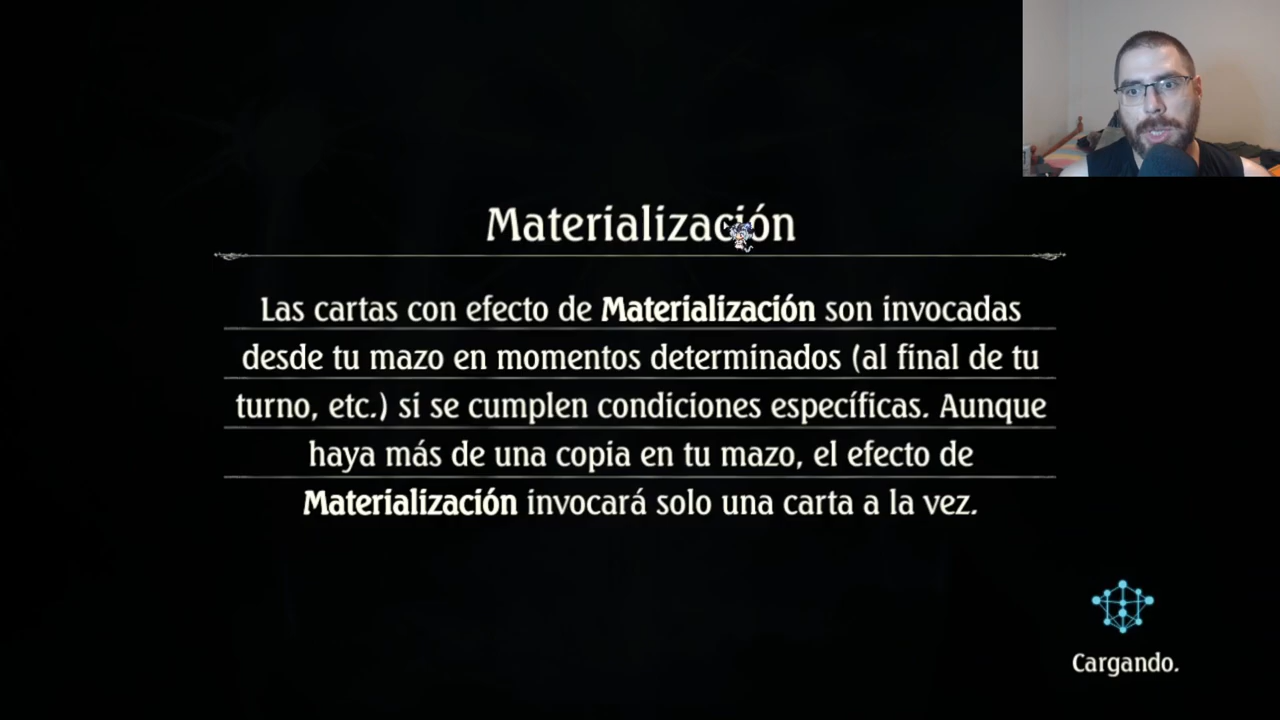 Materialización
Las cartas con efecto de Materialización son invocadas
desde tu mazo en momentos determinados (al final de tu
turno, etc.) si se cumplen condiciones específicas. Aunque
haya más de una copia en tu mazo, el efecto de
Materialización invocará solo una carta a la vez.
Cargando.